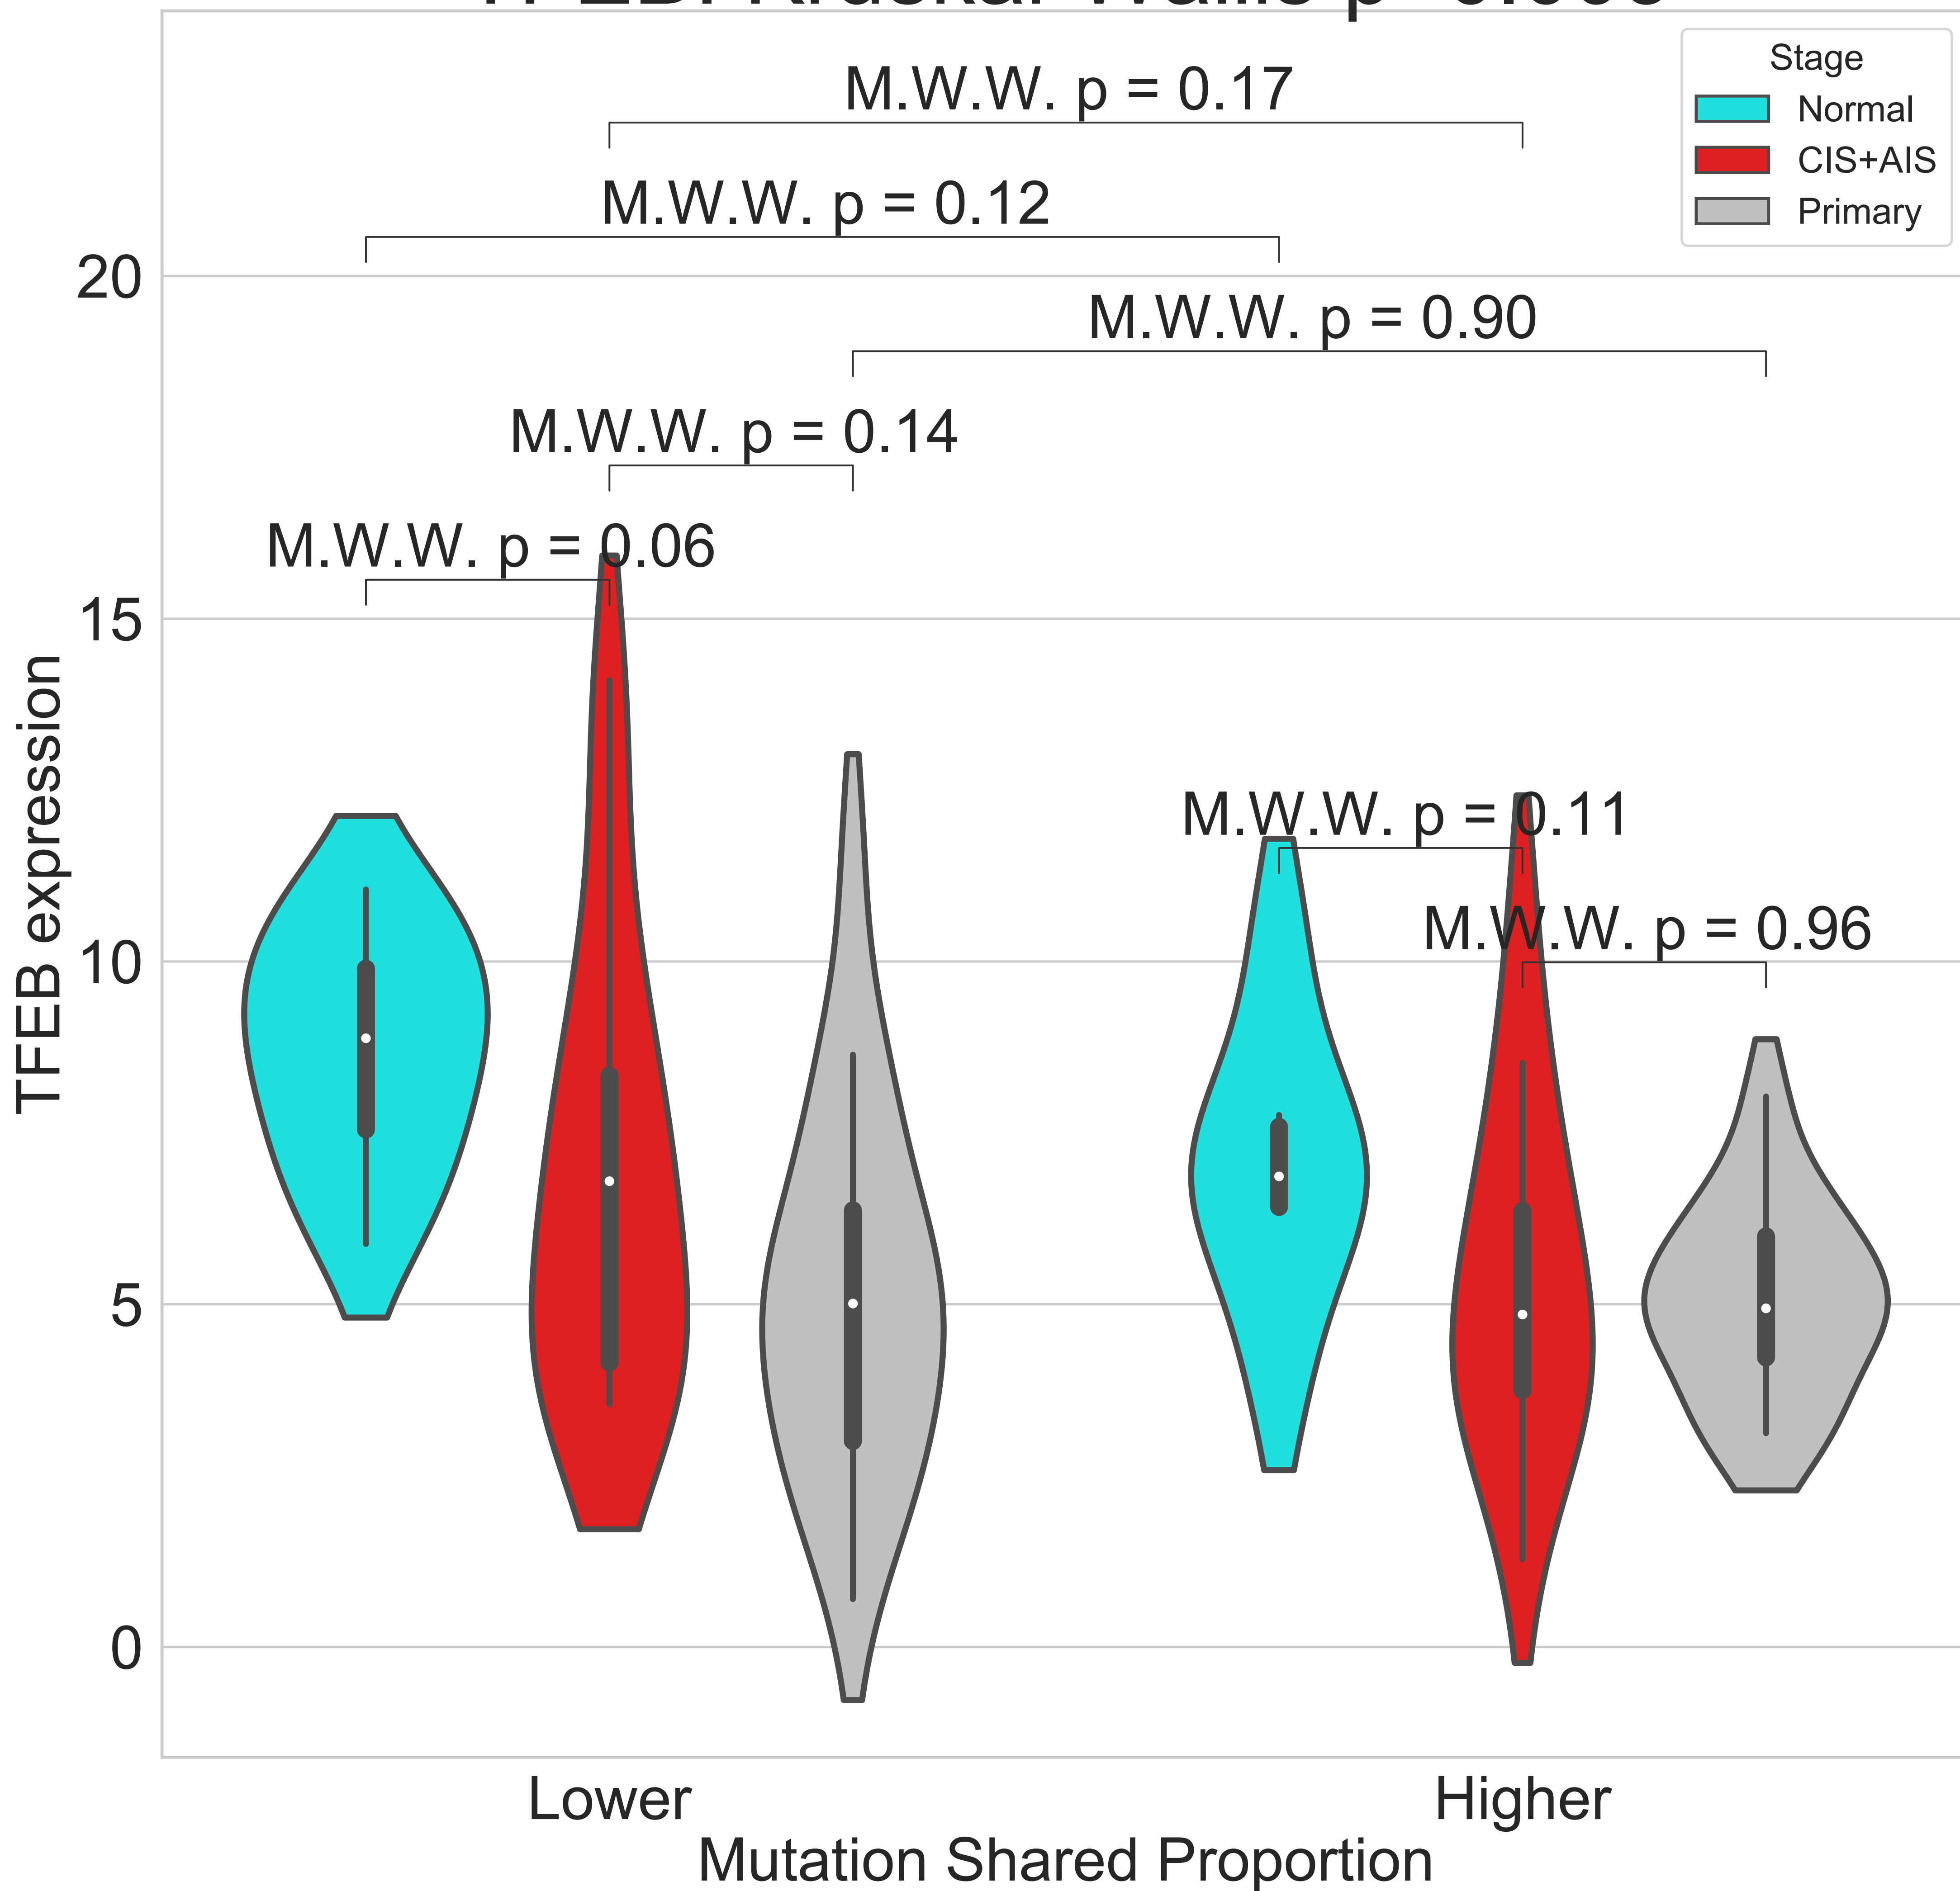 Stage
Normal
CIS+AIS
Primary
M.W.W. p = 0.17
M.W.W. p = 0.12
M.W.W. p = 0.90
M.W.W. p = 0.14
M.W.W. p = 0.06
M.W.W. p = 0.11
M.W.W. p = 0.96
20
15
10
5
0
TFEB expression
Lower
Higher
Mutation Shared Proportion